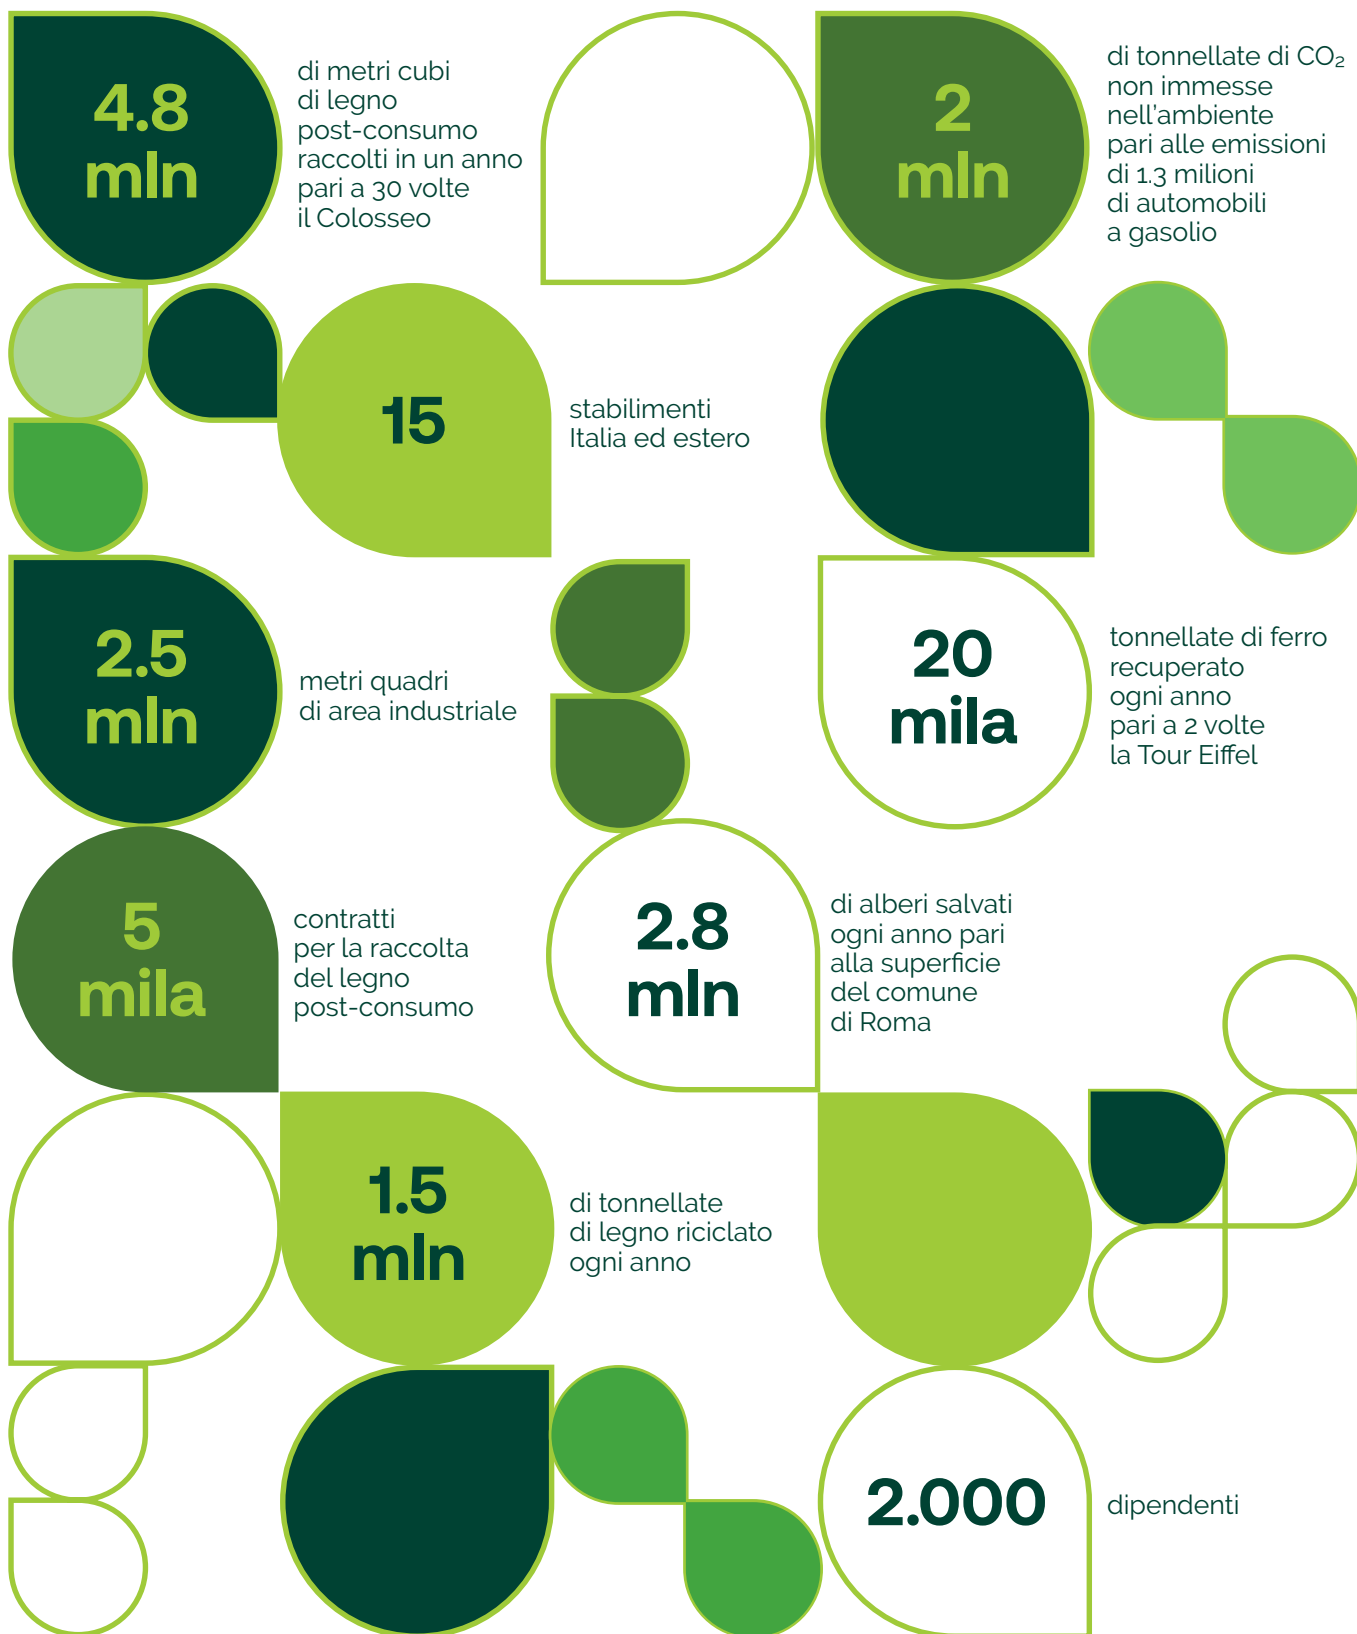 4.8
mln
di metri cubi
di legno
post-consumo
raccolti in un anno
pari a 30 volte
il Colosseo
2
mln
di tonnellate di CO₂
non immesse
nell'ambiente
pari alle emissioni
di 1.3 milioni
di automobili
a gasolio
15
stabilimenti
Italia ed estero
2.5
mln
metri quadri
di area industriale
20
mila
tonnellate di ferro
recuperato
ogni anno
pari a 2 volte
la Tour Eiffel
5
mila
contratti
per la raccolta
del legno
post-consumo
2.8
mln
di alberi salvati
ogni anno pari
alla superficie
del comune
di Roma
1.5
mln
di tonnellate
di legno riciclato
ogni anno
2.000
dipendenti